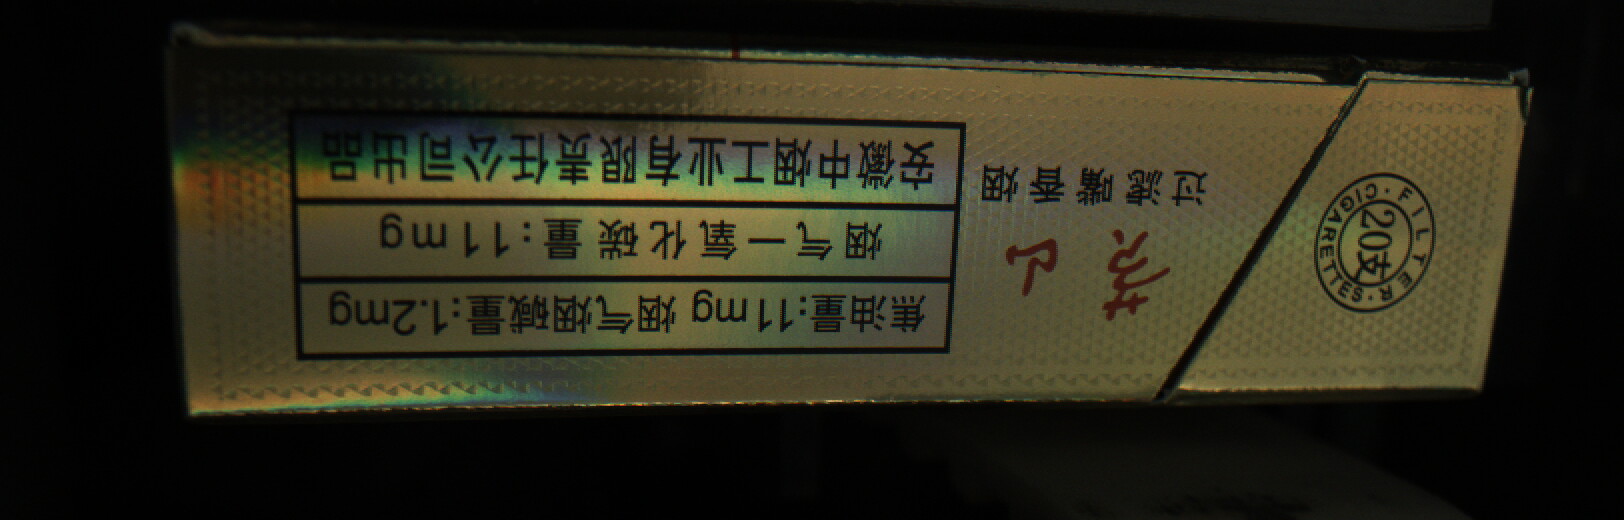 FILTER
CIGARETTES
20支
黄山
过滤嘴香烟
焦油量:11mg 烟气烟碱量:1.2mg
烟气一氧化碳量:11mg
安徽中烟工业有限责任公司出品